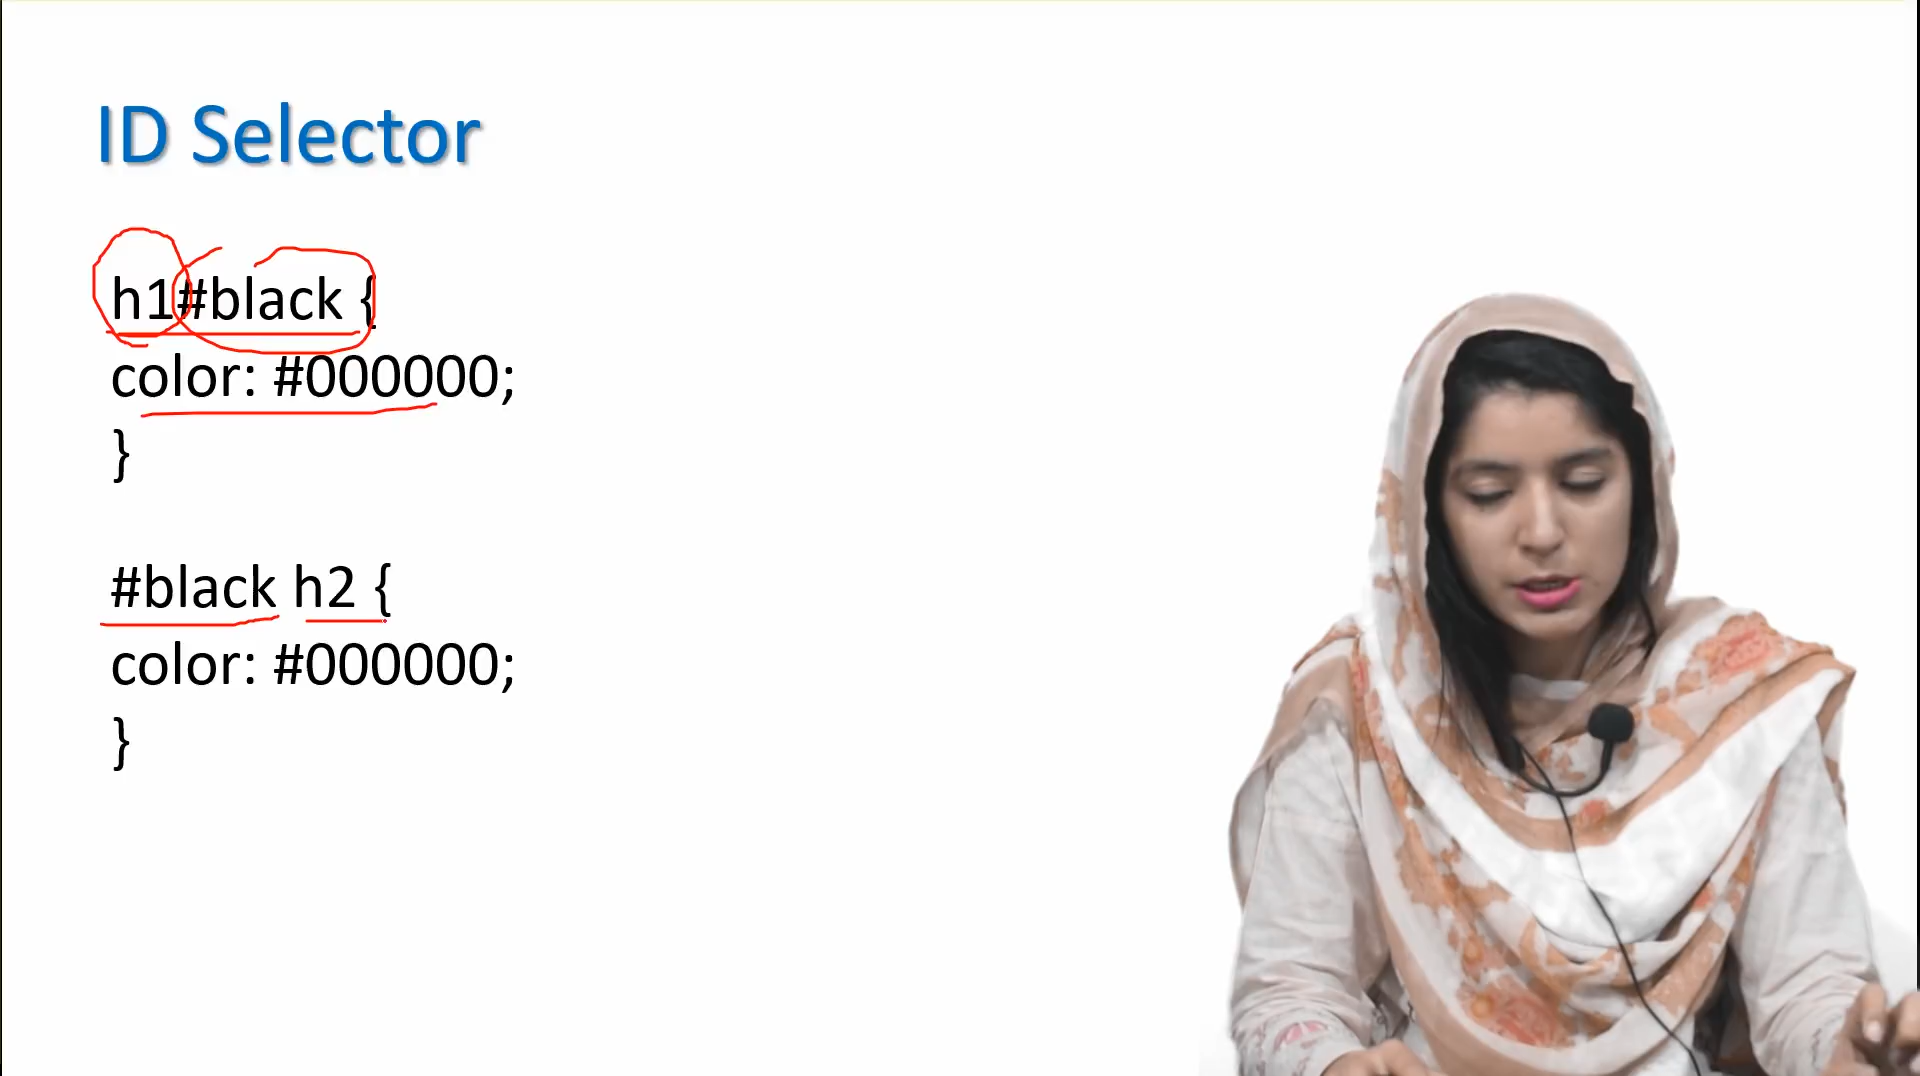 ID Selector
h1#black {
color: #000000;
}
#black h2 {
color: #000000;
}